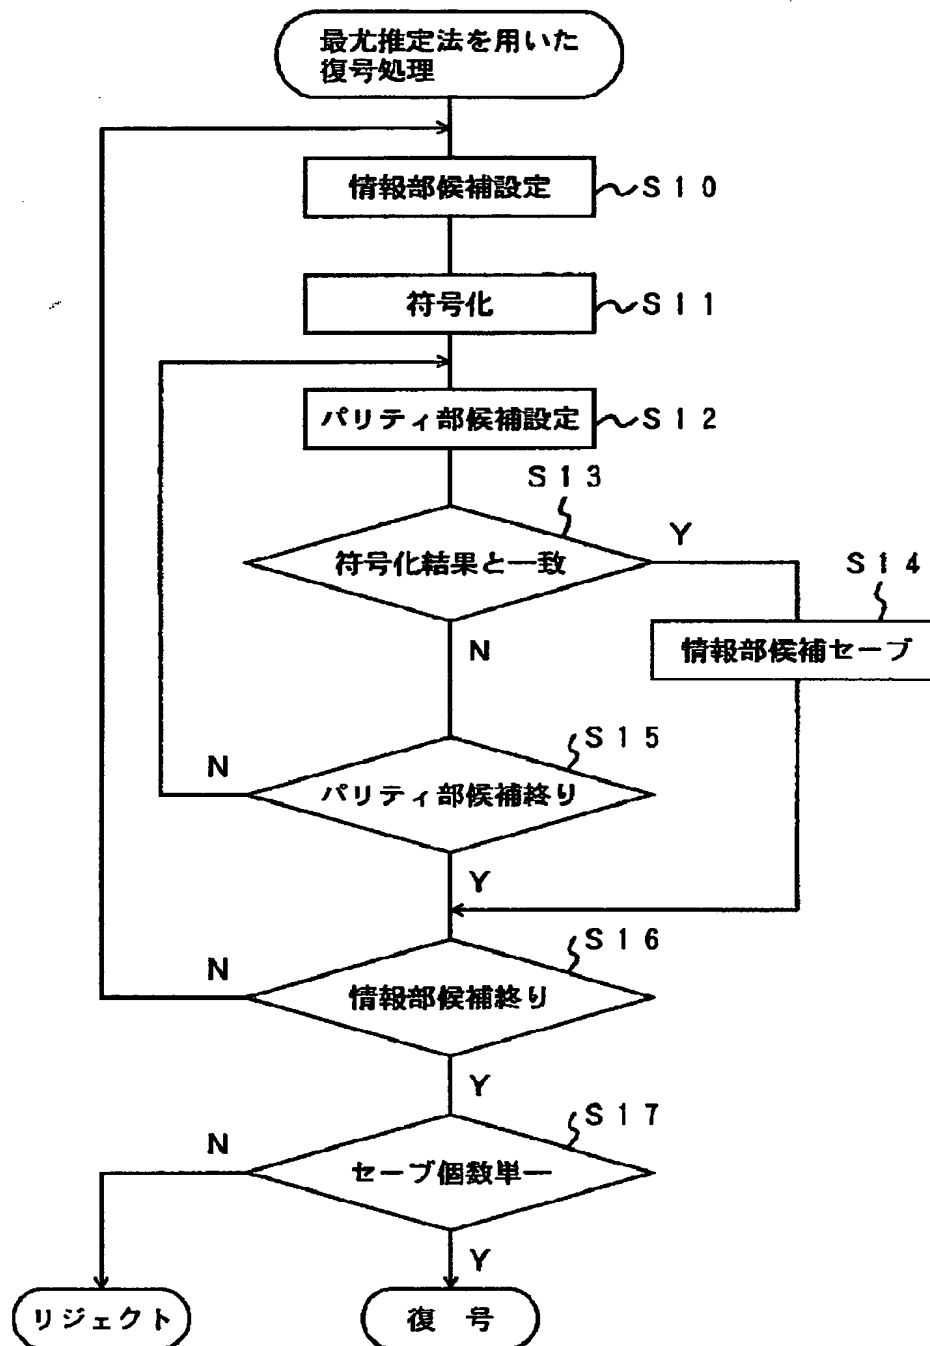 最尤推定法を用いた
復号処理
情報部候補設定
S10
符号化
S11
パリティ部候補設定
S12
S13
符号化結果と一致
Y
S14
情報部候補セーブ
N
S15
N
パリティ部候補終り
Y
S16
N
情報部候補終り
Y
S17
N
セーブ個数単一
Y
リジェクト
復 号